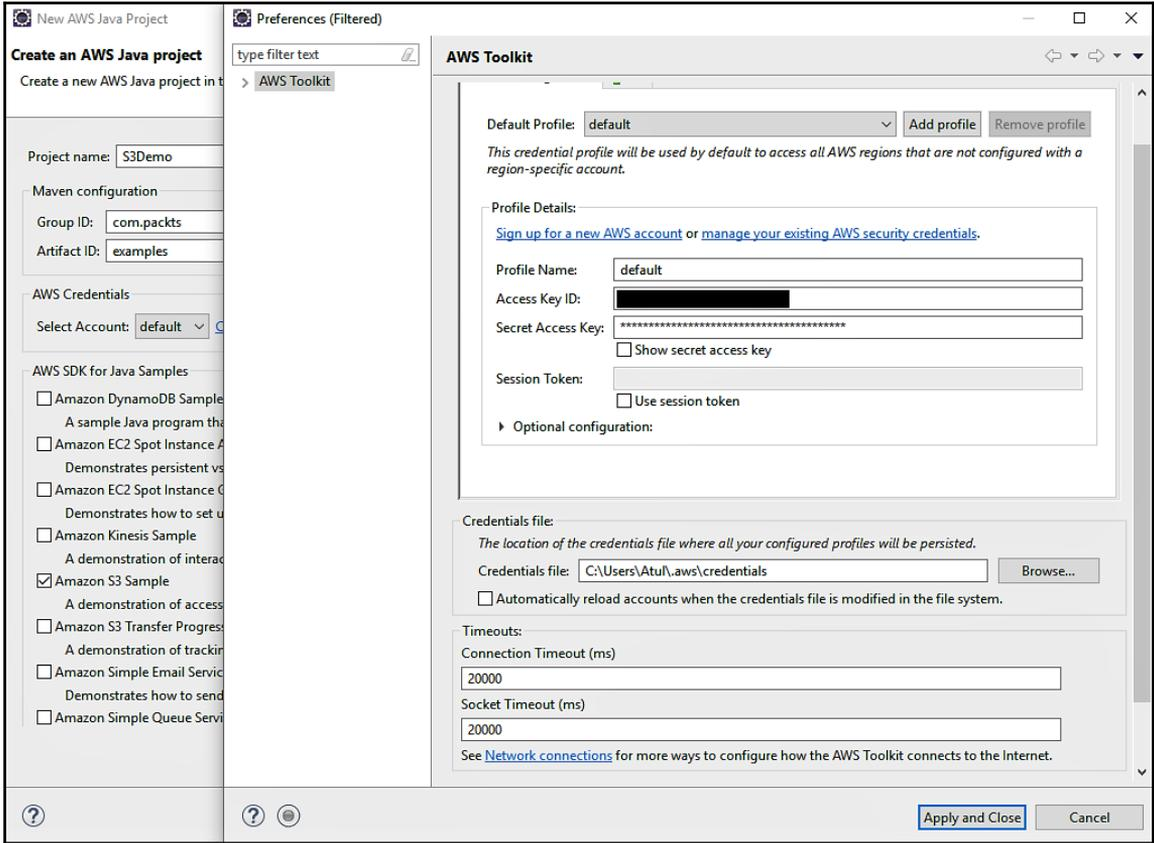 New AWS Java Project
Create an AWS Java project
Create a new AWS Java project in t
Project name: S3Demo
Maven configuration
Group ID: com.packts
Artifact ID: examples
AWS Credentials
Select Account: default C
AWS SDK for Java Samples
Amazon DynamoDB Sample
A sample Java program tha
Amazon EC2 Spot Instance A
Demonstrates persistent vs
Amazon EC2 Spot Instance C
Demonstrates how to set u
Amazon Kinesis Sample
A demonstration of interac
Amazon S3 Sample
A demonstration of access
Amazon S3 Transfer Progres
A demonstration of trackin
Amazon Simple Email Servic
Demonstrates how to send
Amazon Simple Queue Servi
Preferences (Filtered)
type filter text
AWS Toolkit
AWS Toolkit
Default Profile: default Add profile Remove profile
This credential profile will be used by default to access all AWS regions that are not configured with a
region-specific account.
Profile Details:
Sign up for a new AWS account or manage your existing AWS security credentials.
Profile Name: default
Access Key ID:
Secret Access Key: ****************************************
Show secret access key
Session Token:
Use session token
Optional configuration:
Credentials file:
The location of the credentials file where all your configured profiles will be persisted.
Credentials file: C:\Users\Atul\.aws\credentials Browse...
Automatically reload accounts when the credentials file is modified in the file system.
Timeouts:
Connection Timeout (ms)
20000
Socket Timeout (ms)
20000
See Network connections for more ways to configure how the AWS Toolkit connects to the Internet.
Apply and Close Cancel